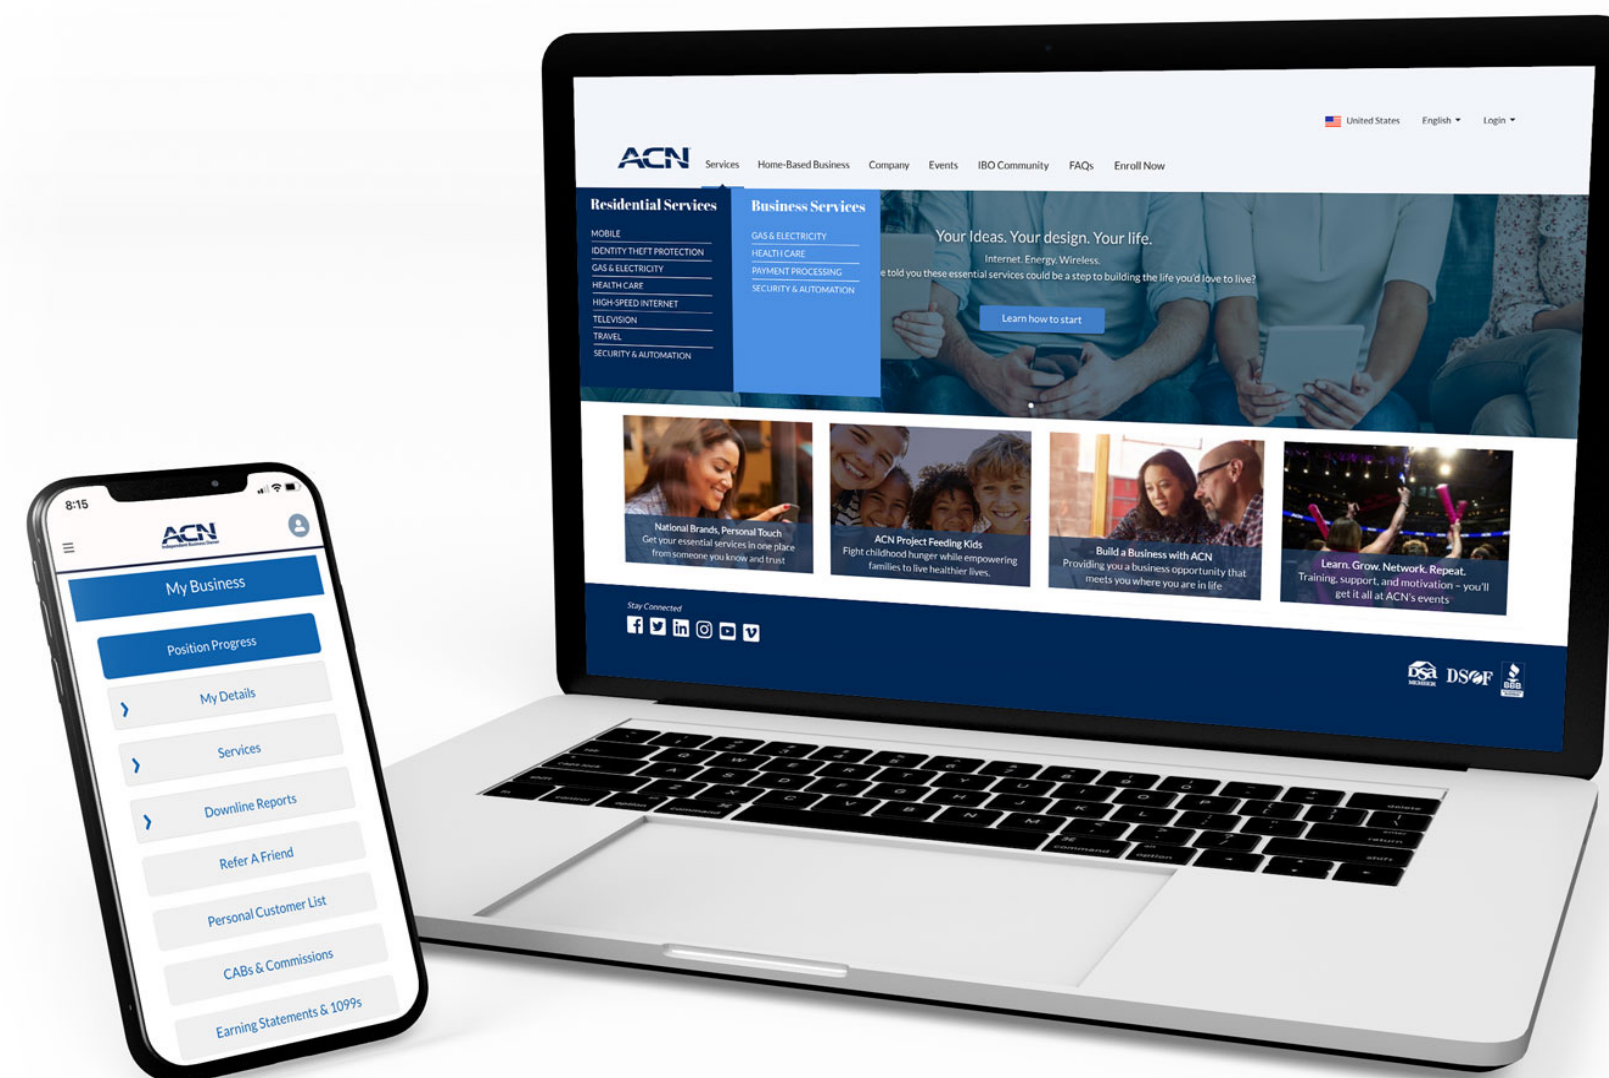 United States English Login
ACN Services Home-Based Business Company Events IBO Community FAQs Enroll Now
Residential Services
MOBILE
IDENTITY THEFT PROTECTION
GAS & ELECTRICITY
HEALTH CARE
HIGH-SPEED INTERNET
TELEVISION
TRAVEL
SECURITY & AUTOMATION
Business Services
GAS & ELECTRICITY
HEALTH CARE
PAYMENT PROCESSING
SECURITY & AUTOMATION
Your Ideas. Your design. Your life.
Internet. Energy. Wireless.
e told you these essential services could be a step to building the life you'd love to live?
Learn how to start
National Brands, Personal Touch
Get your essential services in one place
from someone you know and trust
ACN Project Feeding Kids
Fight childhood hunger while empowering
families to live healthier lives.
Build a Business with ACN
Providing you a business opportunity that
meets you where you are in life
Learn. Grow. Network. Repeat.
Training, support, and motivation – you'll
get it all at ACN's events
Stay Connected
DSA
MEMBER
DSEF
BBB
8:15
ACN
Independent Business Owner
My Business
Position Progress
My Details
Services
Downline Reports
Refer A Friend
Personal Customer List
CABs & Commissions
Earning Statements & 1099s